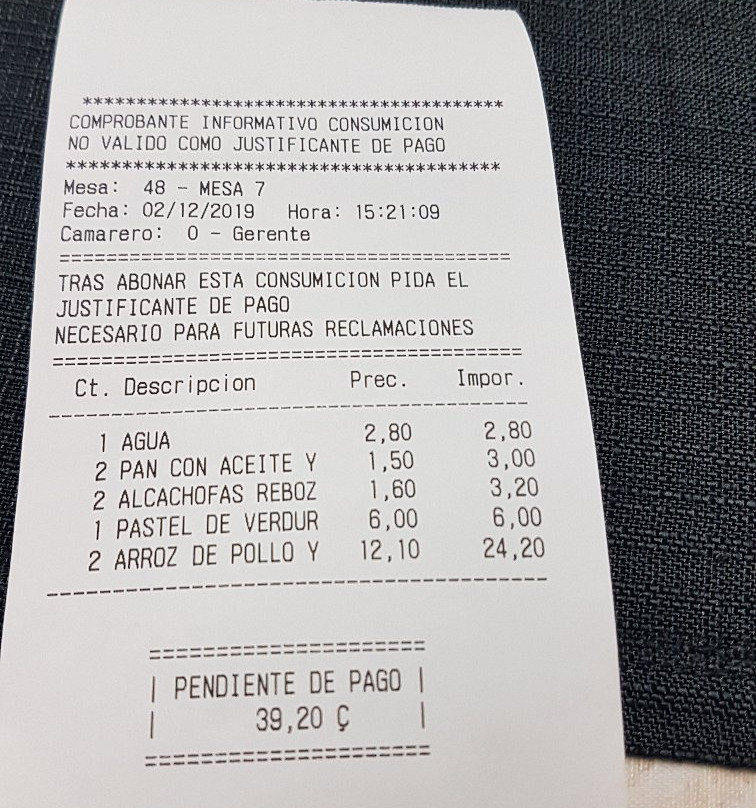 ***************************************
COMPROBANTE INFORMATIVO CONSUMICION
NO VALIDO COMO JUSTIFICANTE DE PAGO
***************************************
Mesa: 48 - MESA 7
Fecha: 02/12/2019 Hora: 15:21:09
Camarero: 0 - Gerente
========================================
TRAS ABONAR ESTA CONSUMICION PIDA EL
JUSTIFICANTE DE PAGO
NECESARIO PARA FUTURAS RECLAMACIONES
========================================
Ct. Descripcion Prec. Impor.
----------------------------------------
1 AGUA 2,80 2,80
2 PAN CON ACEITE Y 1,50 3,00
2 ALCACHOFAS REBOZ 1,60 3,20
1 PASTEL DE VERDUR 6,00 6,00
2 ARROZ DE POLLO Y 12,10 24,20
----------------------------------------
========================
| PENDIENTE DE PAGO |
| 39,20 Ç |
========================